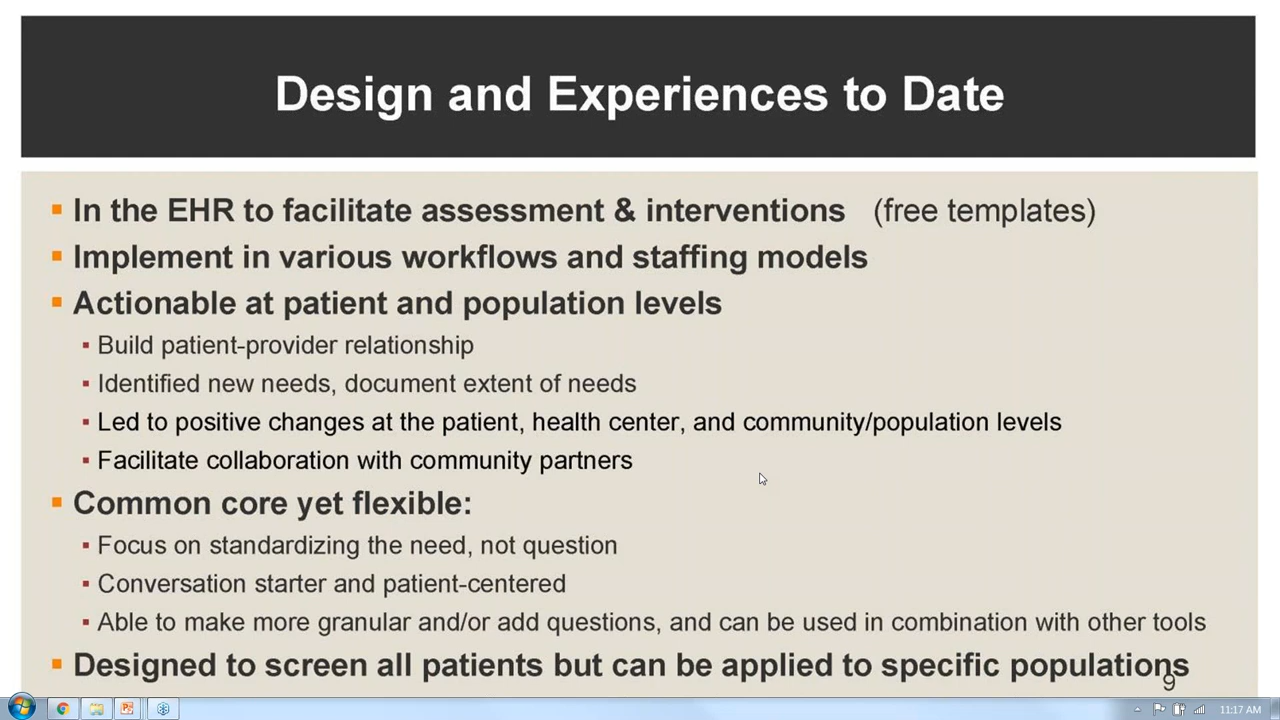 Design and Experiences to Date
▪ In the EHR to facilitate assessment & interventions (free templates)
▪ Implement in various workflows and staffing models
▪ Actionable at patient and population levels
▪ Build patient-provider relationship
▪ Identified new needs, document extent of needs
▪ Led to positive changes at the patient, health center, and community/population levels
▪ Facilitate collaboration with community partners
▪ Common core yet flexible:
▪ Focus on standardizing the need, not question
▪ Conversation starter and patient-centered
▪ Able to make more granular and/or add questions, and can be used in combination with other tools
▪ Designed to screen all patients but can be applied to specific populations
9
11:17 AM